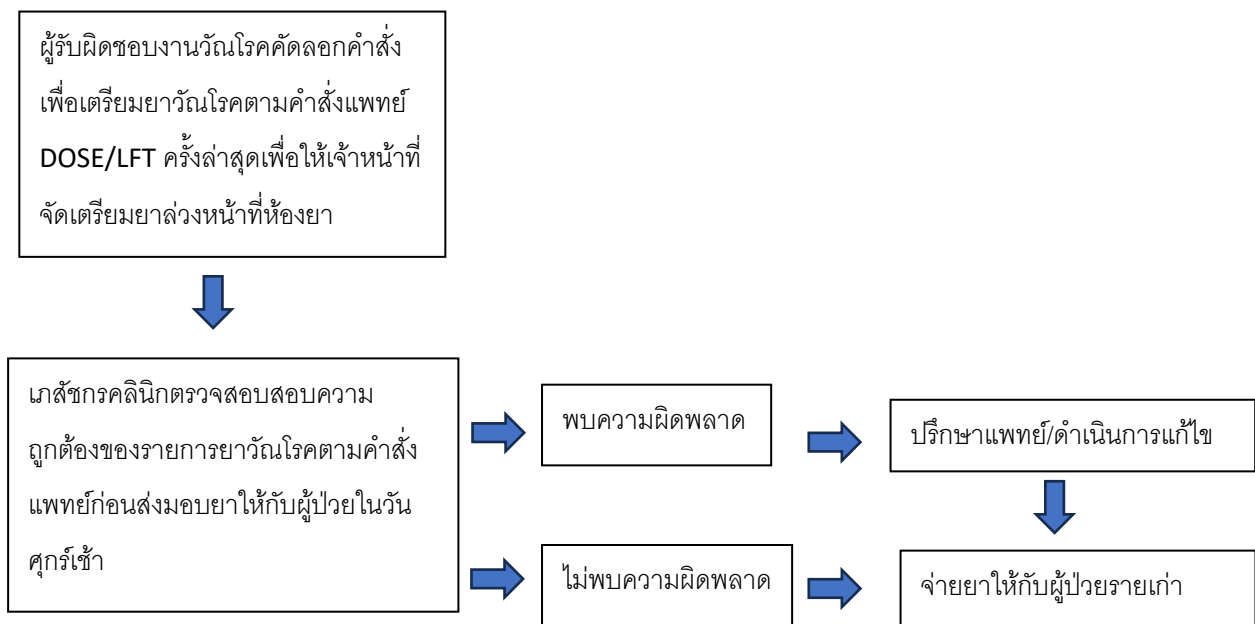 ผู้รับผิดชอบงานวัณโรคคัดลอกคำสั่ง
เพื่อเตรียมยาวัณโรคตามคำสั่งแพทย์
DOSE/LFT ครั้งล่าสุดเพื่อให้เจ้าหน้าที่
จัดเตรียมยาล่วงหน้าที่ห้องยา
เภสัชกรคลินิกตรวจสอบสอบความ
ถูกต้องของรายการยาวัณโรคตามคำสั่ง
แพทย์ก่อนส่งมอบยาให้กับผู้ป่วยในวัน
ศุกร์เช้า
พบความผิดพลาด
ปรึกษาแพทย์/ดำเนินการแก้ไข
ไม่พบความผิดพลาด
จ่ายยาให้กับผู้ป่วยรายเก่า